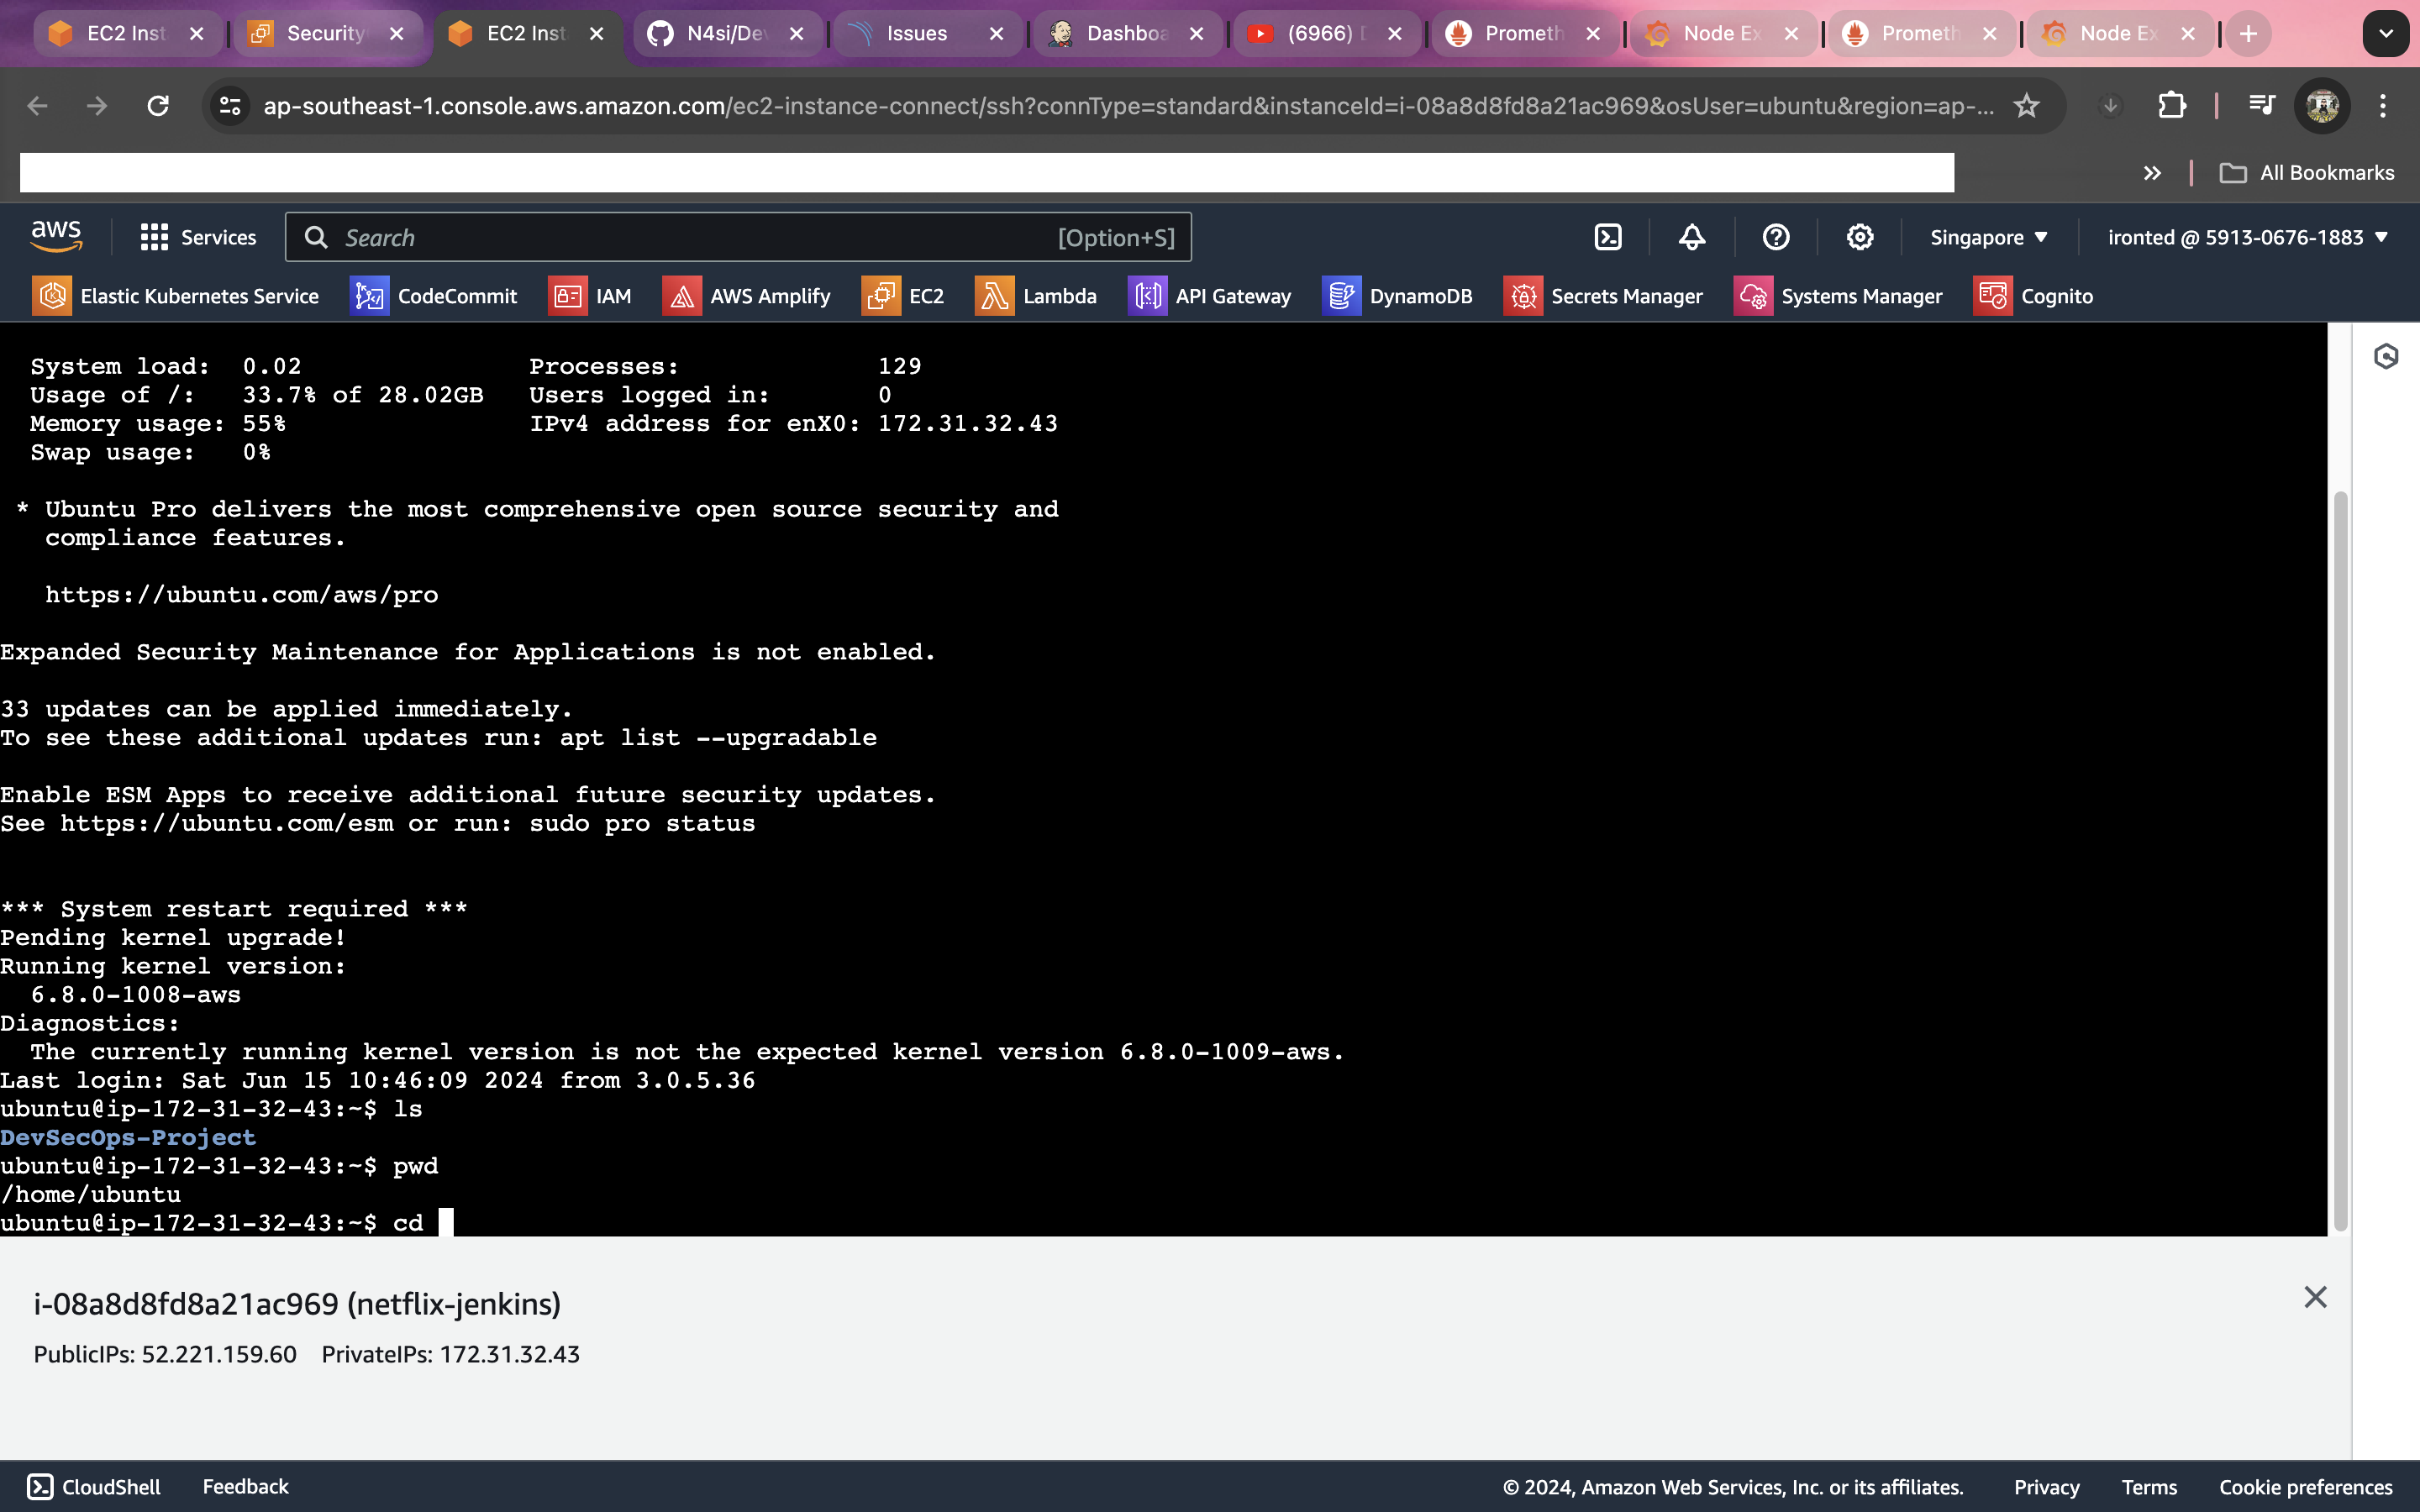 EC2 Inst
Security
EC2 Inst
N4si/Dev
Issues
Dashboa
(6966)
Prometh
Node Ex
Prometh
Node Ex
ap-southeast-1.console.aws.amazon.com/ec2-instance-connect/ssh?connType=standard&instanceId=i-08a8d8fd8a21ac969&osUser=ubuntu&region=ap-...
All Bookmarks
aws
Services
Search
[Option+S]
Singapore
ironted @ 5913-0676-1883
Elastic Kubernetes Service
CodeCommit
IAM
AWS Amplify
EC2
Lambda
API Gateway
DynamoDB
Secrets Manager
Systems Manager
Cognito
System load: 0.02 Processes: 129
Usage of /: 33.7% of 28.02GB Users logged in: 0
Memory usage: 55% IPv4 address for enX0: 172.31.32.43
Swap usage: 0%
* Ubuntu Pro delivers the most comprehensive open source security and
compliance features.
https://ubuntu.com/aws/pro
Expanded Security Maintenance for Applications is not enabled.
33 updates can be applied immediately.
To see these additional updates run: apt list --upgradable
Enable ESM Apps to receive additional future security updates.
See https://ubuntu.com/esm or run: sudo pro status
*** System restart required ***
Pending kernel upgrade!
Running kernel version:
6.8.0-1008-aws
Diagnostics:
The currently running kernel version is not the expected kernel version 6.8.0-1009-aws.
Last login: Sat Jun 15 10:46:09 2024 from 3.0.5.36
ubuntu@ip-172-31-32-43:~$ ls
DevSecOps-Project
ubuntu@ip-172-31-32-43:~$ pwd
/home/ubuntu
ubuntu@ip-172-31-32-43:~$ cd
i-08a8d8fd8a21ac969 (netflix-jenkins)
PublicIPs: 52.221.159.60 PrivateIPs: 172.31.32.43
CloudShell
Feedback
© 2024, Amazon Web Services, Inc. or its affiliates.
Privacy
Terms
Cookie preferences